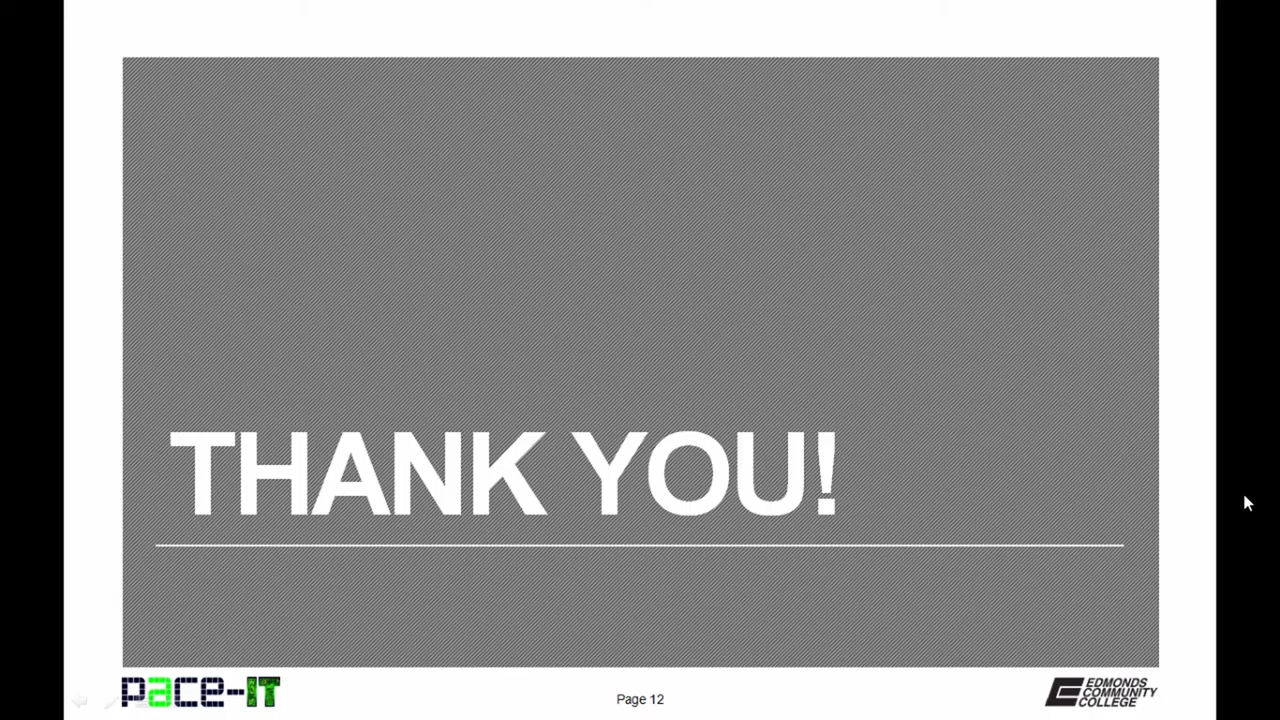 THANK YOU!
pace-IT
Page 12
EDMONDS
COMMUNITY
COLLEGE